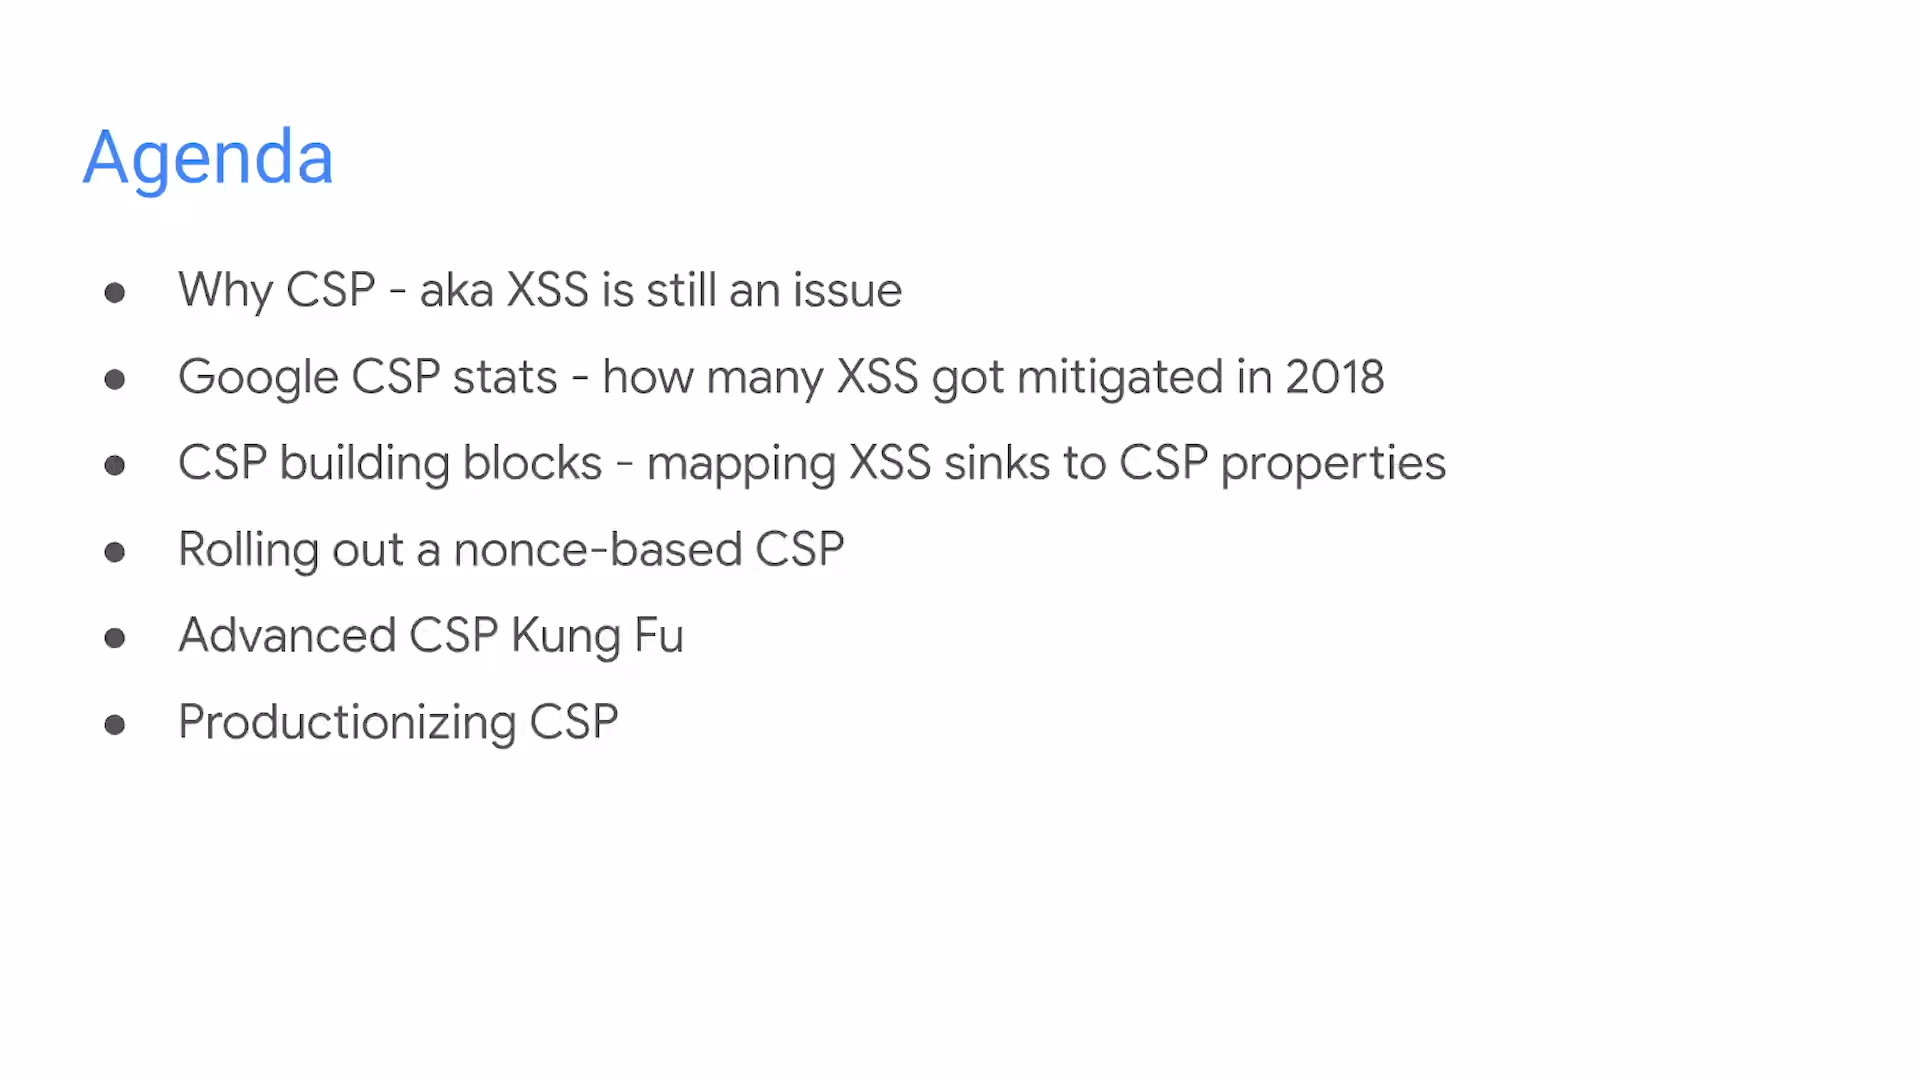 Agenda
● Why CSP - aka XSS is still an issue
● Google CSP stats - how many XSS got mitigated in 2018
● CSP building blocks - mapping XSS sinks to CSP properties
● Rolling out a nonce-based CSP
● Advanced CSP Kung Fu
● Productionizing CSP